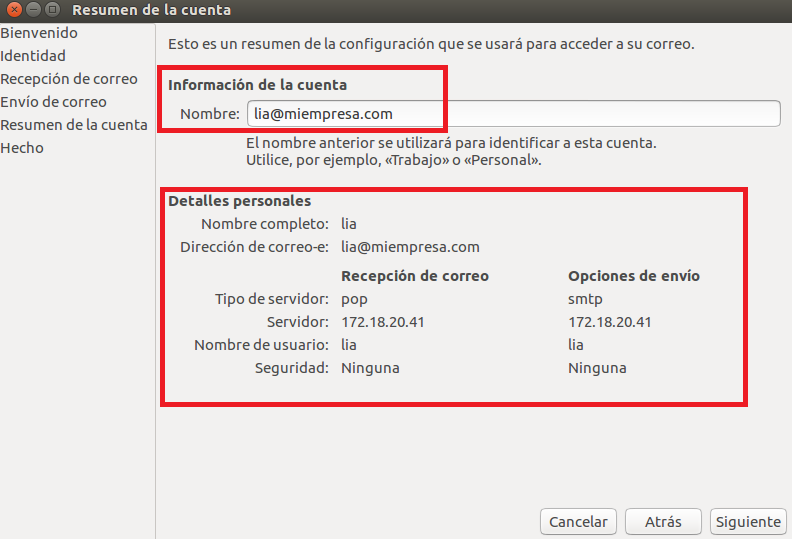 Resumen de la cuenta
Bienvenido
Identidad
Recepción de correo
Envío de correo
Resumen de la cuenta
Hecho
Esto es un resumen de la configuración que se usará para acceder a su correo.
Información de la cuenta
Nombre: lia@miempresa.com
El nombre anterior se utilizará para identificar a esta cuenta.
Utilice, por ejemplo, «Trabajo» o «Personal».
Detalles personales
Nombre completo: lia
Dirección de correo-e: lia@miempresa.com
Recepción de correo Opciones de envío
Tipo de servidor: pop smtp
Servidor: 172.18.20.41 172.18.20.41
Nombre de usuario: lia lia
Seguridad: Ninguna Ninguna
Cancelar Atrás Siguiente